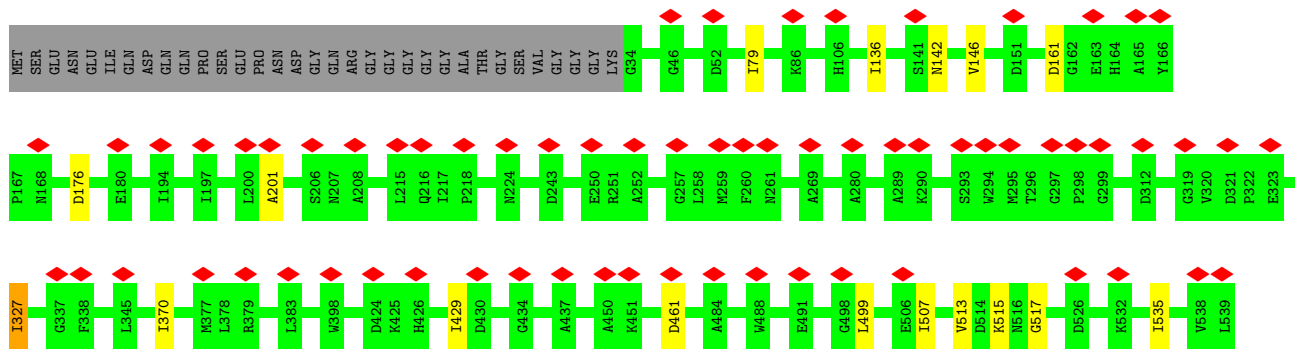 MET SER GLU ASN GLU ILE GLN ASP GLN GLN PRO SER GLU PRO ASN ASP GLY GLN ARG GLY GLY GLY GLY GLY ALA THR GLY SER VAL GLY GLY GLY LYS G34 G46 D52 I79 K86 H106 I136 S141 N142 V146 D151 D161 G162 E163 H164 A165 Y166
P167 N168 D176 E180 I194 I197 L200 A201 S206 N207 A208 L215 Q216 I217 P218 N224 D243 E250 R251 A252 G257 L258 M259 F260 N261 A269 A280 A289 K290 S293 W294 M295 T296 G297 P298 G299 D312 G319 V320 D321 P322 E323
I327 G337 F338 L345 I370 M377 L378 R379 L383 W398 D424 K425 H426 I429 D430 G434 A437 A450 K451 D461 A484 W488 E491 G498 L499 E506 I507 V513 D514 K515 N516 G517 D526 K532 I535 V538 L539